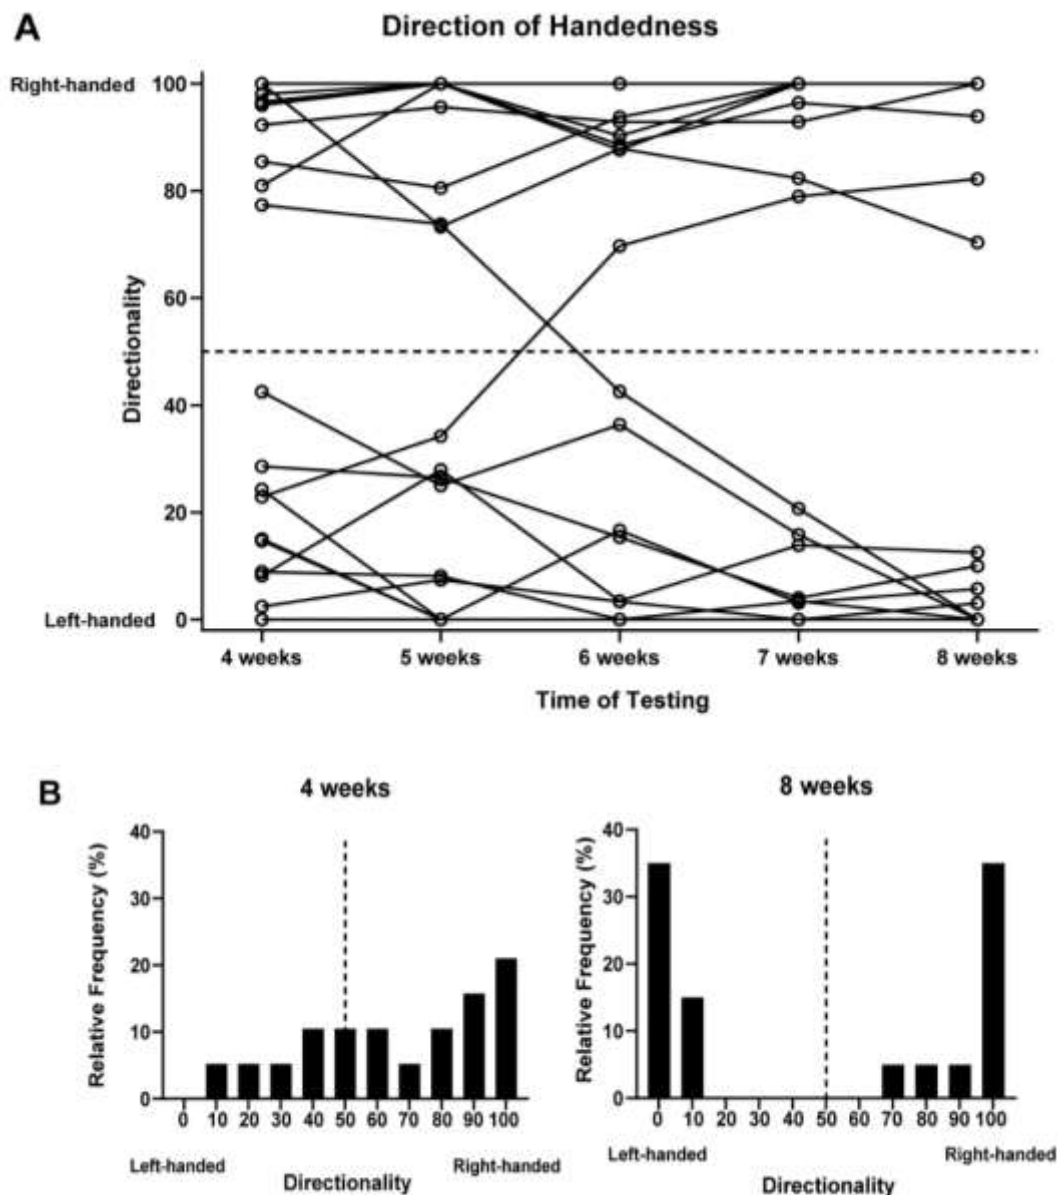 A
Direction of Handedness
Right-handed
100
80
60
40
20
0
Left-handed
Directionality
4 weeks 5 weeks 6 weeks 7 weeks 8 weeks
Time of Testing
B
4 weeks
40
30
20
10
0
Relative Frequency (%)
0 10 20 30 40 50 60 70 80 90 100
Left-handed Right-handed
Directionality
8 weeks
40
30
20
10
0
Relative Frequency (%)
0 10 20 30 40 50 60 70 80 90 100
Left-handed Right-handed
Directionality